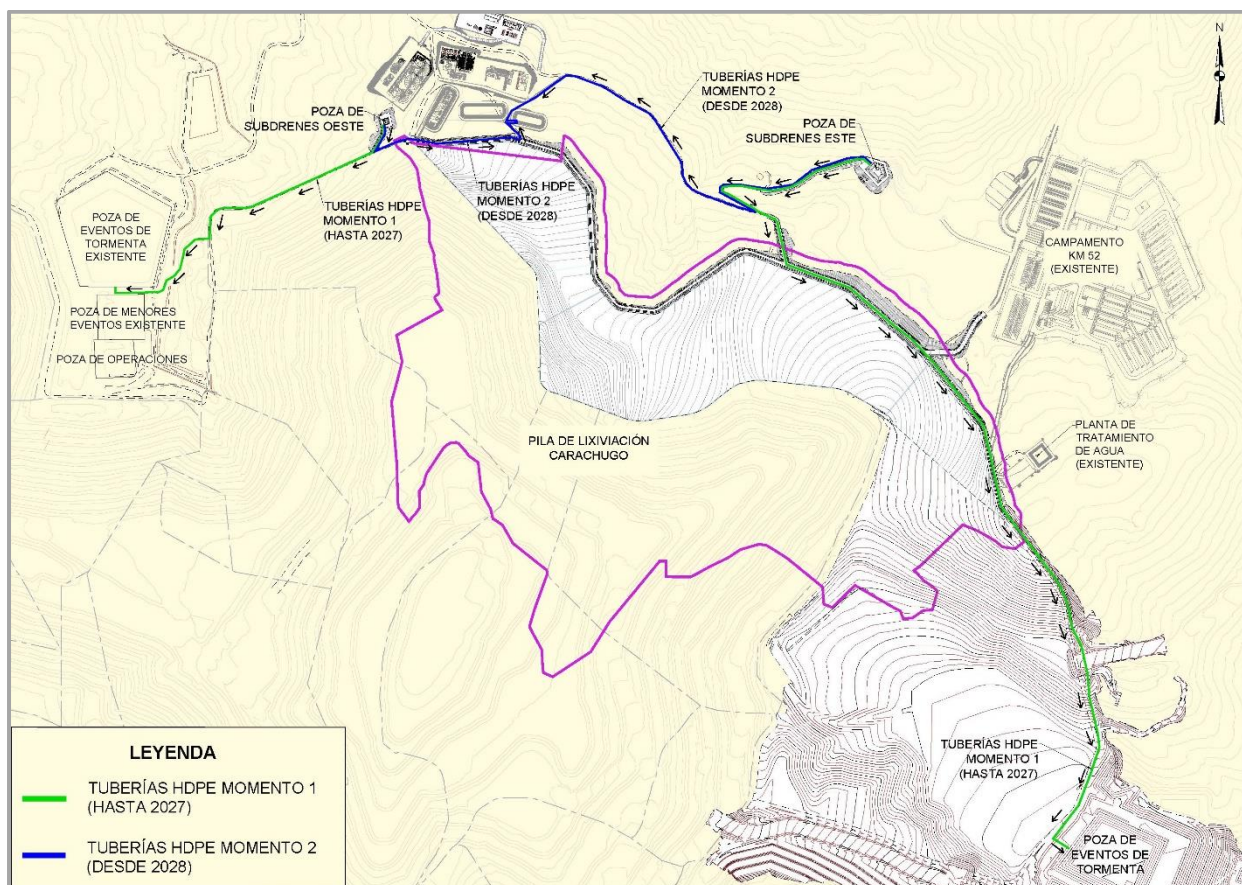 N
TUBERÍAS HDPE
MOMENTO 2
(DESDE 2028)
POZA DE
SUBDRENES OESTE
POZA DE
SUBDRENES ESTE
TUBERÍAS HDPE
MOMENTO 2
(DESDE 2028)
TUBERÍAS HDPE
MOMENTO 1
(HASTA 2027)
POZA DE
EVENTOS DE
TORMENTA
EXISTENTE
CAMPAMENTO
KM 52
(EXISTENTE)
POZA DE MENORES
EVENTOS EXISTENTE
POZA DE OPERACIONES
PILA DE LIXIVIACIÓN
CARACHUGO
PLANTA DE
TRATAMIENTO
DE AGUA
(EXISTENTE)
TUBERÍAS HDPE
MOMENTO 1
(HASTA 2027)
POZA DE
EVENTOS DE
TORMENTA
LEYENDA
TUBERÍAS HDPE MOMENTO 1
(HASTA 2027)
TUBERÍAS HDPE MOMENTO 2
(DESDE 2028)